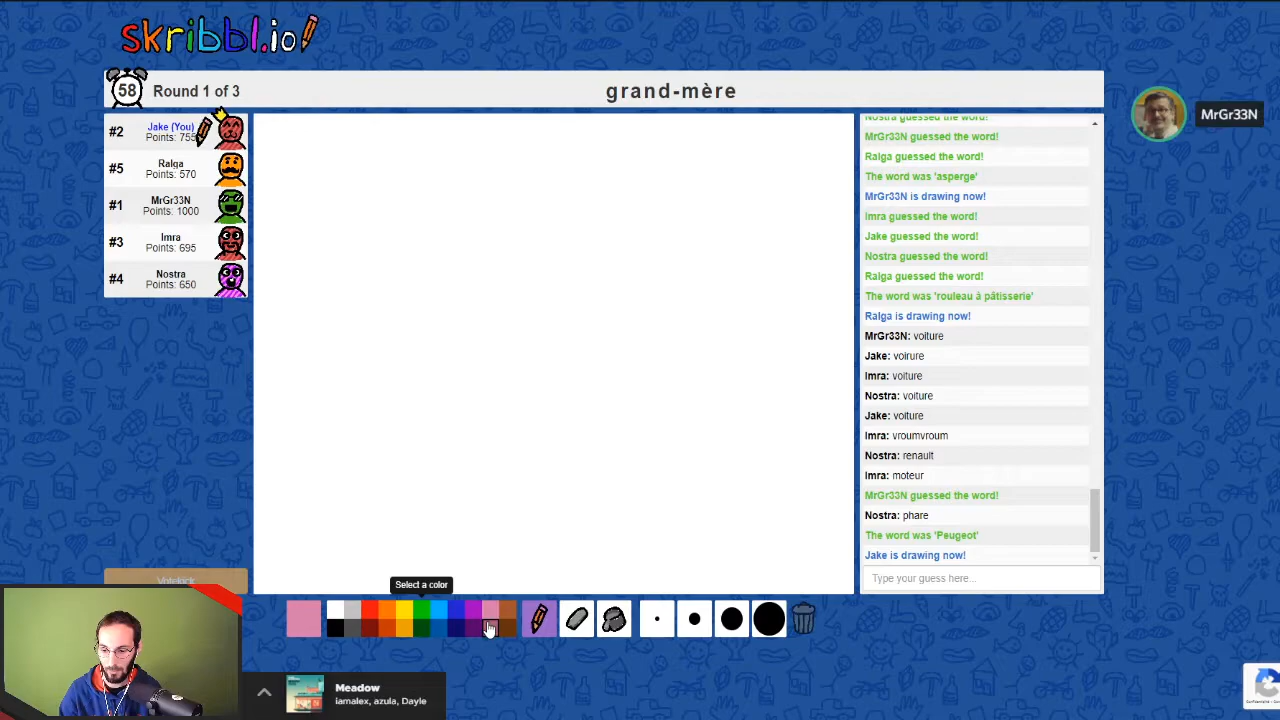 skribbl.io
58
Round 1 of 3
grand-mère
#2
Jake (You)
Points: 755
#5
Ralga
Points: 570
#1
MrGr33N
Points: 1000
#3
Imra
Points: 695
#4
Nostra
Points: 650
Nostra guessed the word!
MrGr33N guessed the word!
Ralga guessed the word!
The word was 'asperge'
MrGr33N is drawing now!
Imra guessed the word!
Jake guessed the word!
Nostra guessed the word!
Ralga guessed the word!
The word was 'rouleau à pâtisserie'
Ralga is drawing now!
MrGr33N: voiture
Jake: voirure
Imra: voiture
Nostra: voiture
Jake: voiture
Imra: vroumvroum
Nostra: renault
Imra: moteur
MrGr33N guessed the word!
Nostra: phare
The word was 'Peugeot'
Jake is drawing now!
Type your guess here...
MrGr33N
Votekick
Select a color
Meadow
iamalex, azula, Dayle